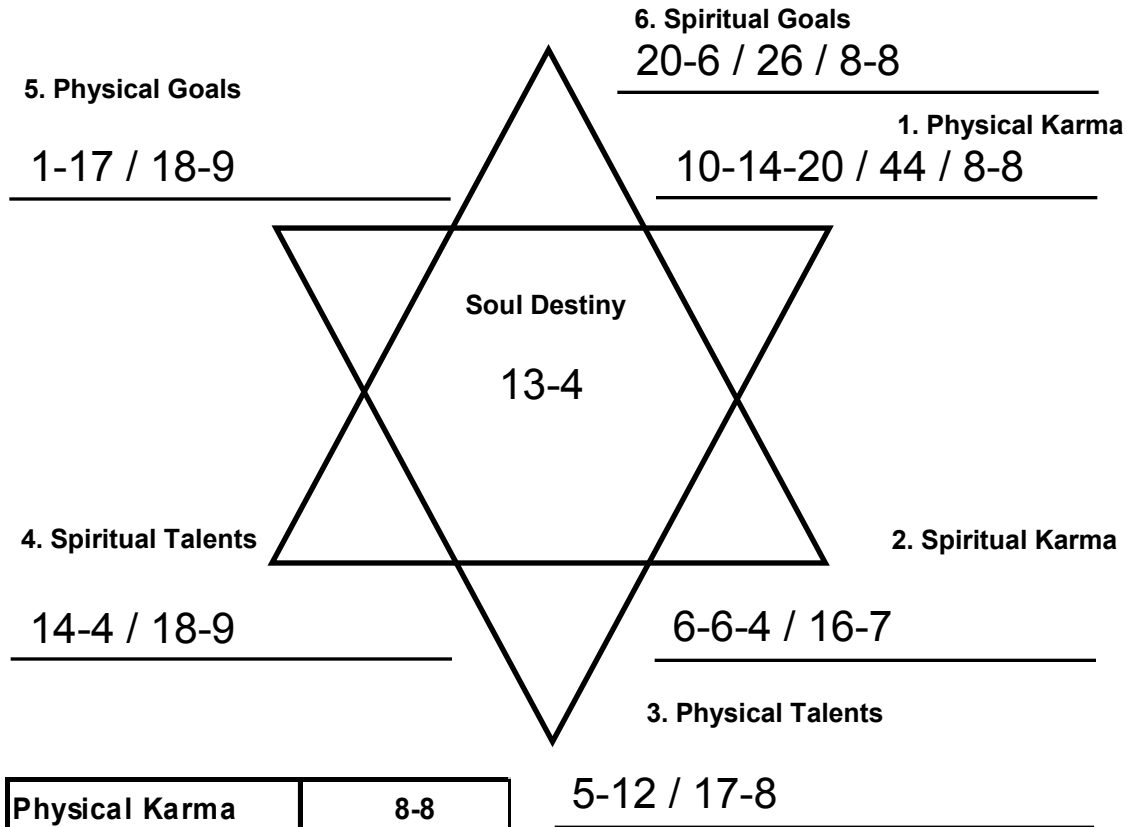 6. Spiritual Goals
20-6 / 26 / 8-8
5. Physical Goals
1. Physical Karma
1-17 / 18-9
10-14-20 / 44 / 8-8
Soul Destiny
13-4
4. Spiritual Talents
2. Spiritual Karma
14-4 / 18-9
6-6-4 / 16-7
3. Physical Talents
5-12 / 17-8
Physical Karma 8-8